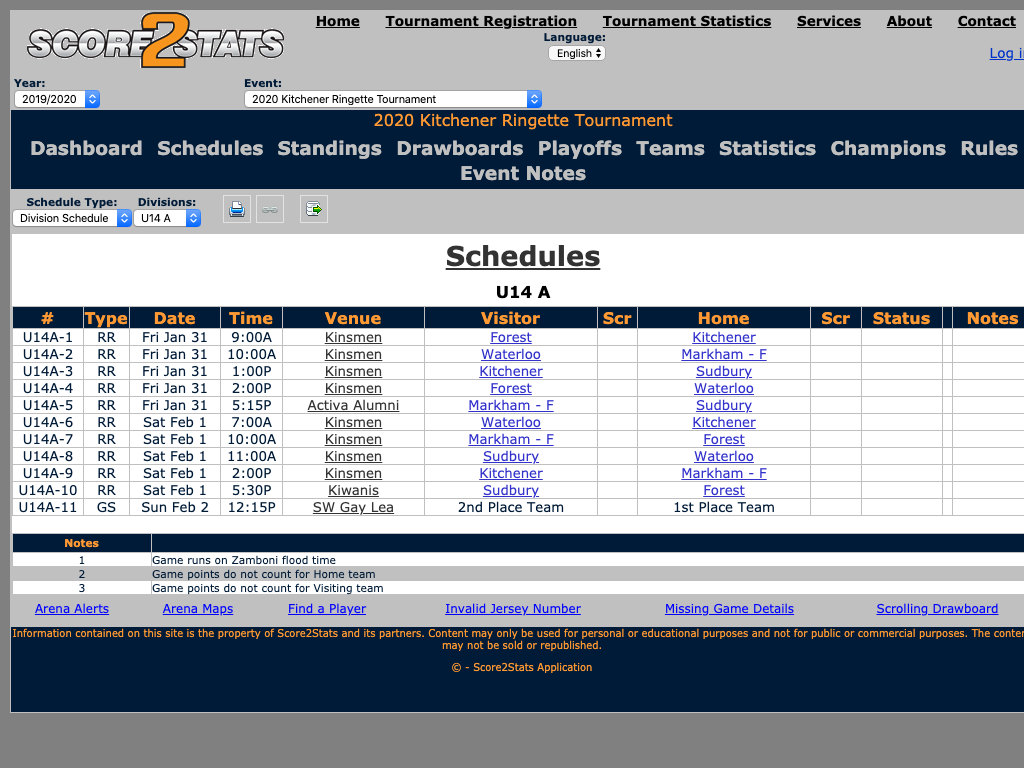 SCORE2STATS
Home Tournament Registration Tournament Statistics Services About Contact
Language:
English
Log i
Year: Event:
2019/2020 2020 Kitchener Ringette Tournament
2020 Kitchener Ringette Tournament
Dashboard Schedules Standings Drawboards Playoffs Teams Statistics Champions Rules
Event Notes
Schedule Type: Divisions:
Division Schedule U14 A
Schedules
U14 A
# Type Date Time Venue Visitor Scr Home Scr Status Notes
U14A-1 RR Fri Jan 31 9:00A Kinsmen Forest Kitchener
U14A-2 RR Fri Jan 31 10:00A Kinsmen Waterloo Markham - F
U14A-3 RR Fri Jan 31 1:00P Kinsmen Kitchener Sudbury
U14A-4 RR Fri Jan 31 2:00P Kinsmen Forest Waterloo
U14A-5 RR Fri Jan 31 5:15P Activa Alumni Markham - F Sudbury
U14A-6 RR Sat Feb 1 7:00A Kinsmen Waterloo Kitchener
U14A-7 RR Sat Feb 1 10:00A Kinsmen Markham - F Forest
U14A-8 RR Sat Feb 1 11:00A Kinsmen Sudbury Waterloo
U14A-9 RR Sat Feb 1 2:00P Kinsmen Kitchener Markham - F
U14A-10 RR Sat Feb 1 5:30P Kiwanis Sudbury Forest
U14A-11 GS Sun Feb 2 12:15P SW Gay Lea 2nd Place Team 1st Place Team
Notes
1 Game runs on Zamboni flood time
2 Game points do not count for Home team
3 Game points do not count for Visiting team
Arena Alerts Arena Maps Find a Player Invalid Jersey Number Missing Game Details Scrolling Drawboard
Information contained on this site is the property of Score2Stats and its partners. Content may only be used for personal or educational purposes and not for public or commercial purposes. The conten
may not be sold or republished.
© - Score2Stats Application